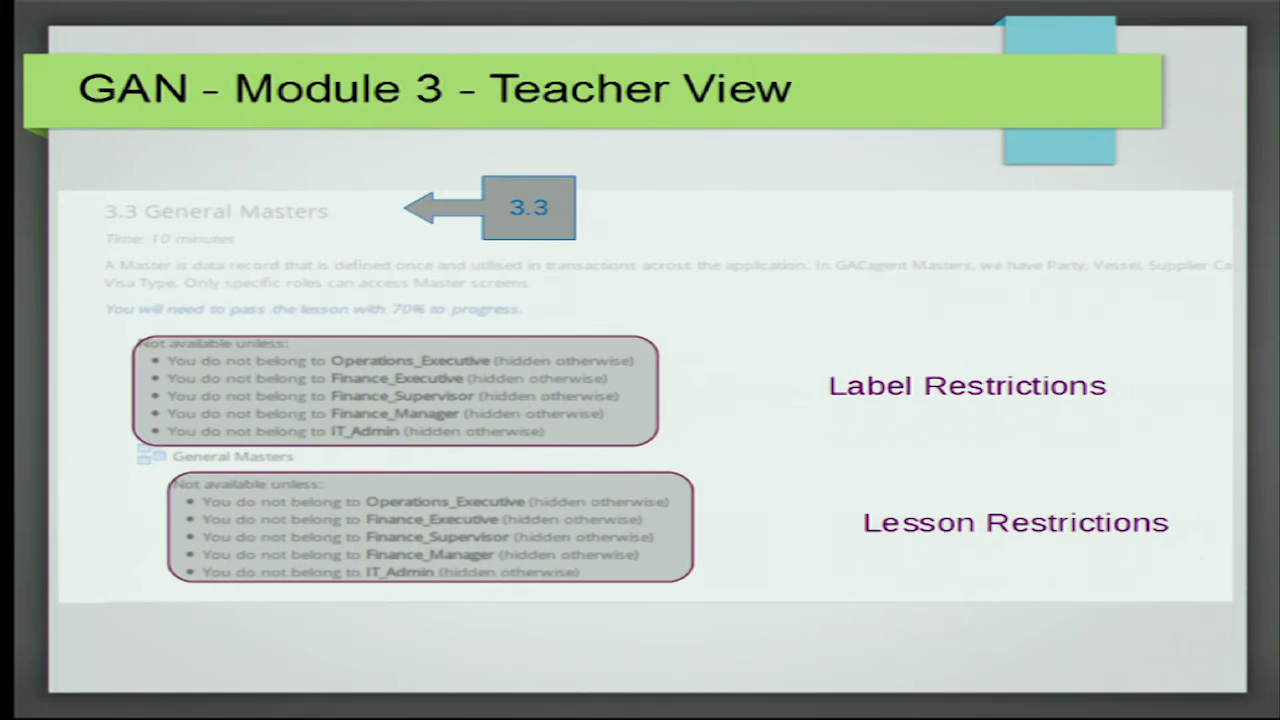 GAN - Module 3 - Teacher View
3.3 General Masters
3.3
Time: 10 minutes
A Master is data record that is defined once and utilised in transactions across the application. In GACagent Masters, we have Party, Vessel, Supplier Ca
Visa Type. Only specific roles can access Master screens.
You will need to pass the lesson with 70% to progress.
Not available unless:
• You do not belong to Operations_Executive (hidden otherwise)
• You do not belong to Finance_Executive (hidden otherwise)
• You do not belong to Finance_Supervisor (hidden otherwise)
• You do not belong to Finance_Manager (hidden otherwise)
• You do not belong to IT_Admin (hidden otherwise)
Label Restrictions
General Masters
Not available unless:
• You do not belong to Operations_Executive (hidden otherwise)
• You do not belong to Finance_Executive (hidden otherwise)
• You do not belong to Finance_Supervisor (hidden otherwise)
• You do not belong to Finance_Manager (hidden otherwise)
• You do not belong to IT_Admin (hidden otherwise)
Lesson Restrictions